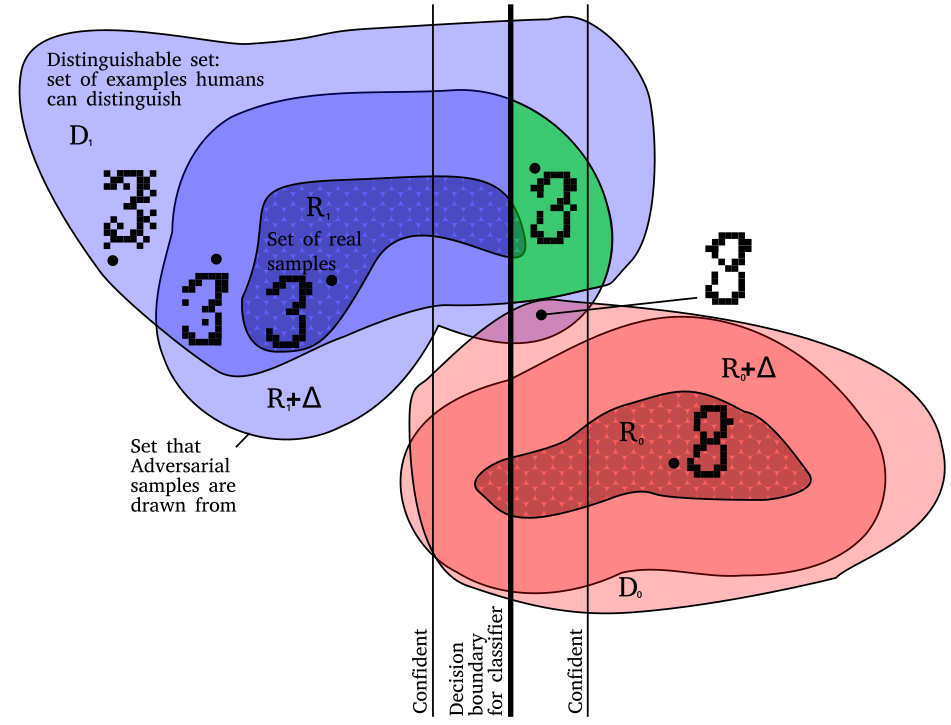 Distinguishable set:
set of examples humans
can distinguish
D₁
R₁
Set of real
samples
R₁+Δ
Set that
Adversarial
samples are
drawn from
R₀+Δ
R₀
D₀
Confident
Decision
boundary
for classifier
Confident